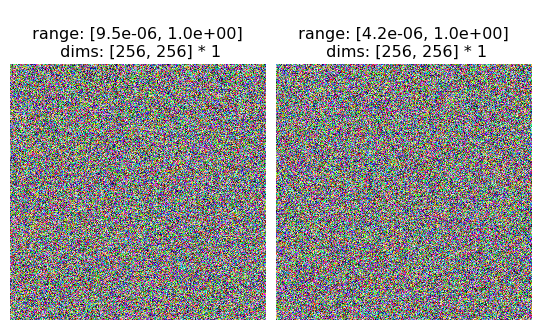 range: [9.5e-06, 1.0e+00]
dims: [256, 256] * 1
range: [4.2e-06, 1.0e+00]
dims: [256, 256] * 1